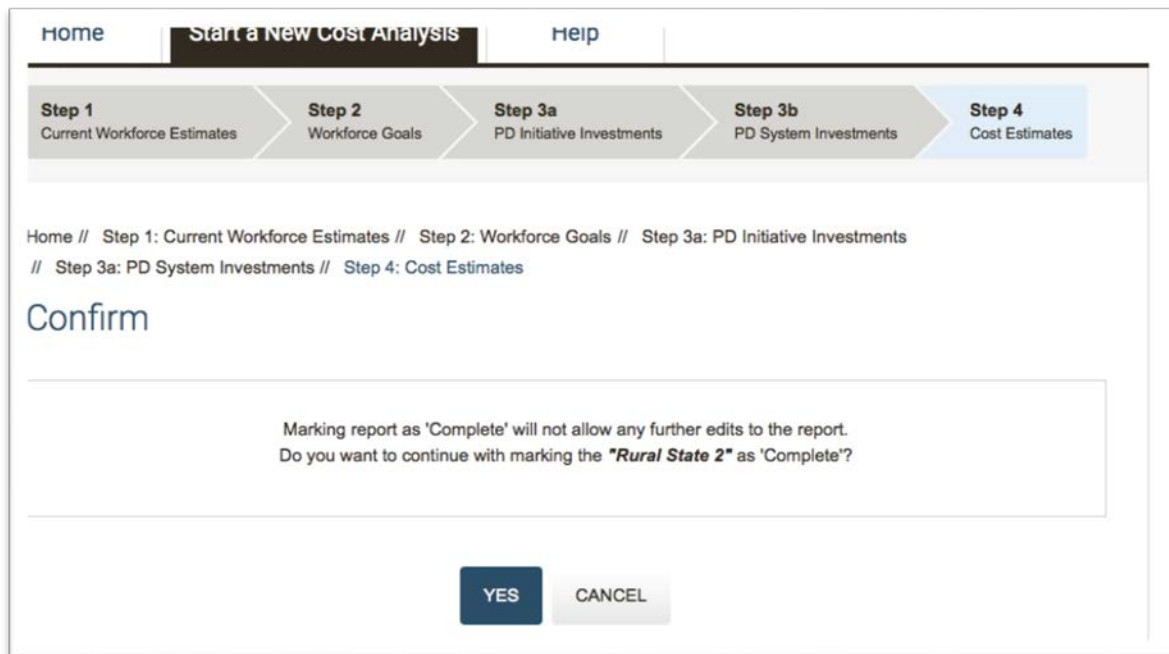 Home Start a New Cost Analysis Help
Step 1 Step 2 Step 3a Step 3b Step 4
Current Workforce Estimates Workforce Goals PD Initiative Investments PD System Investments Cost Estimates
Home // Step 1: Current Workforce Estimates // Step 2: Workforce Goals // Step 3a: PD Initiative Investments
// Step 3a: PD System Investments // Step 4: Cost Estimates
Confirm
Marking report as 'Complete' will not allow any further edits to the report.
Do you want to continue with marking the "Rural State 2" as 'Complete'?
YES CANCEL